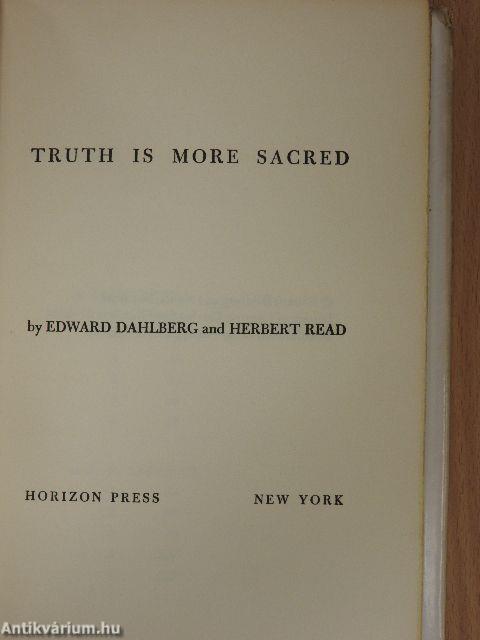 TRUTH IS MORE SACRED
by EDWARD DAHLBERG and HERBERT READ
HORIZON PRESS NEW YORK
Antikvárium.hu